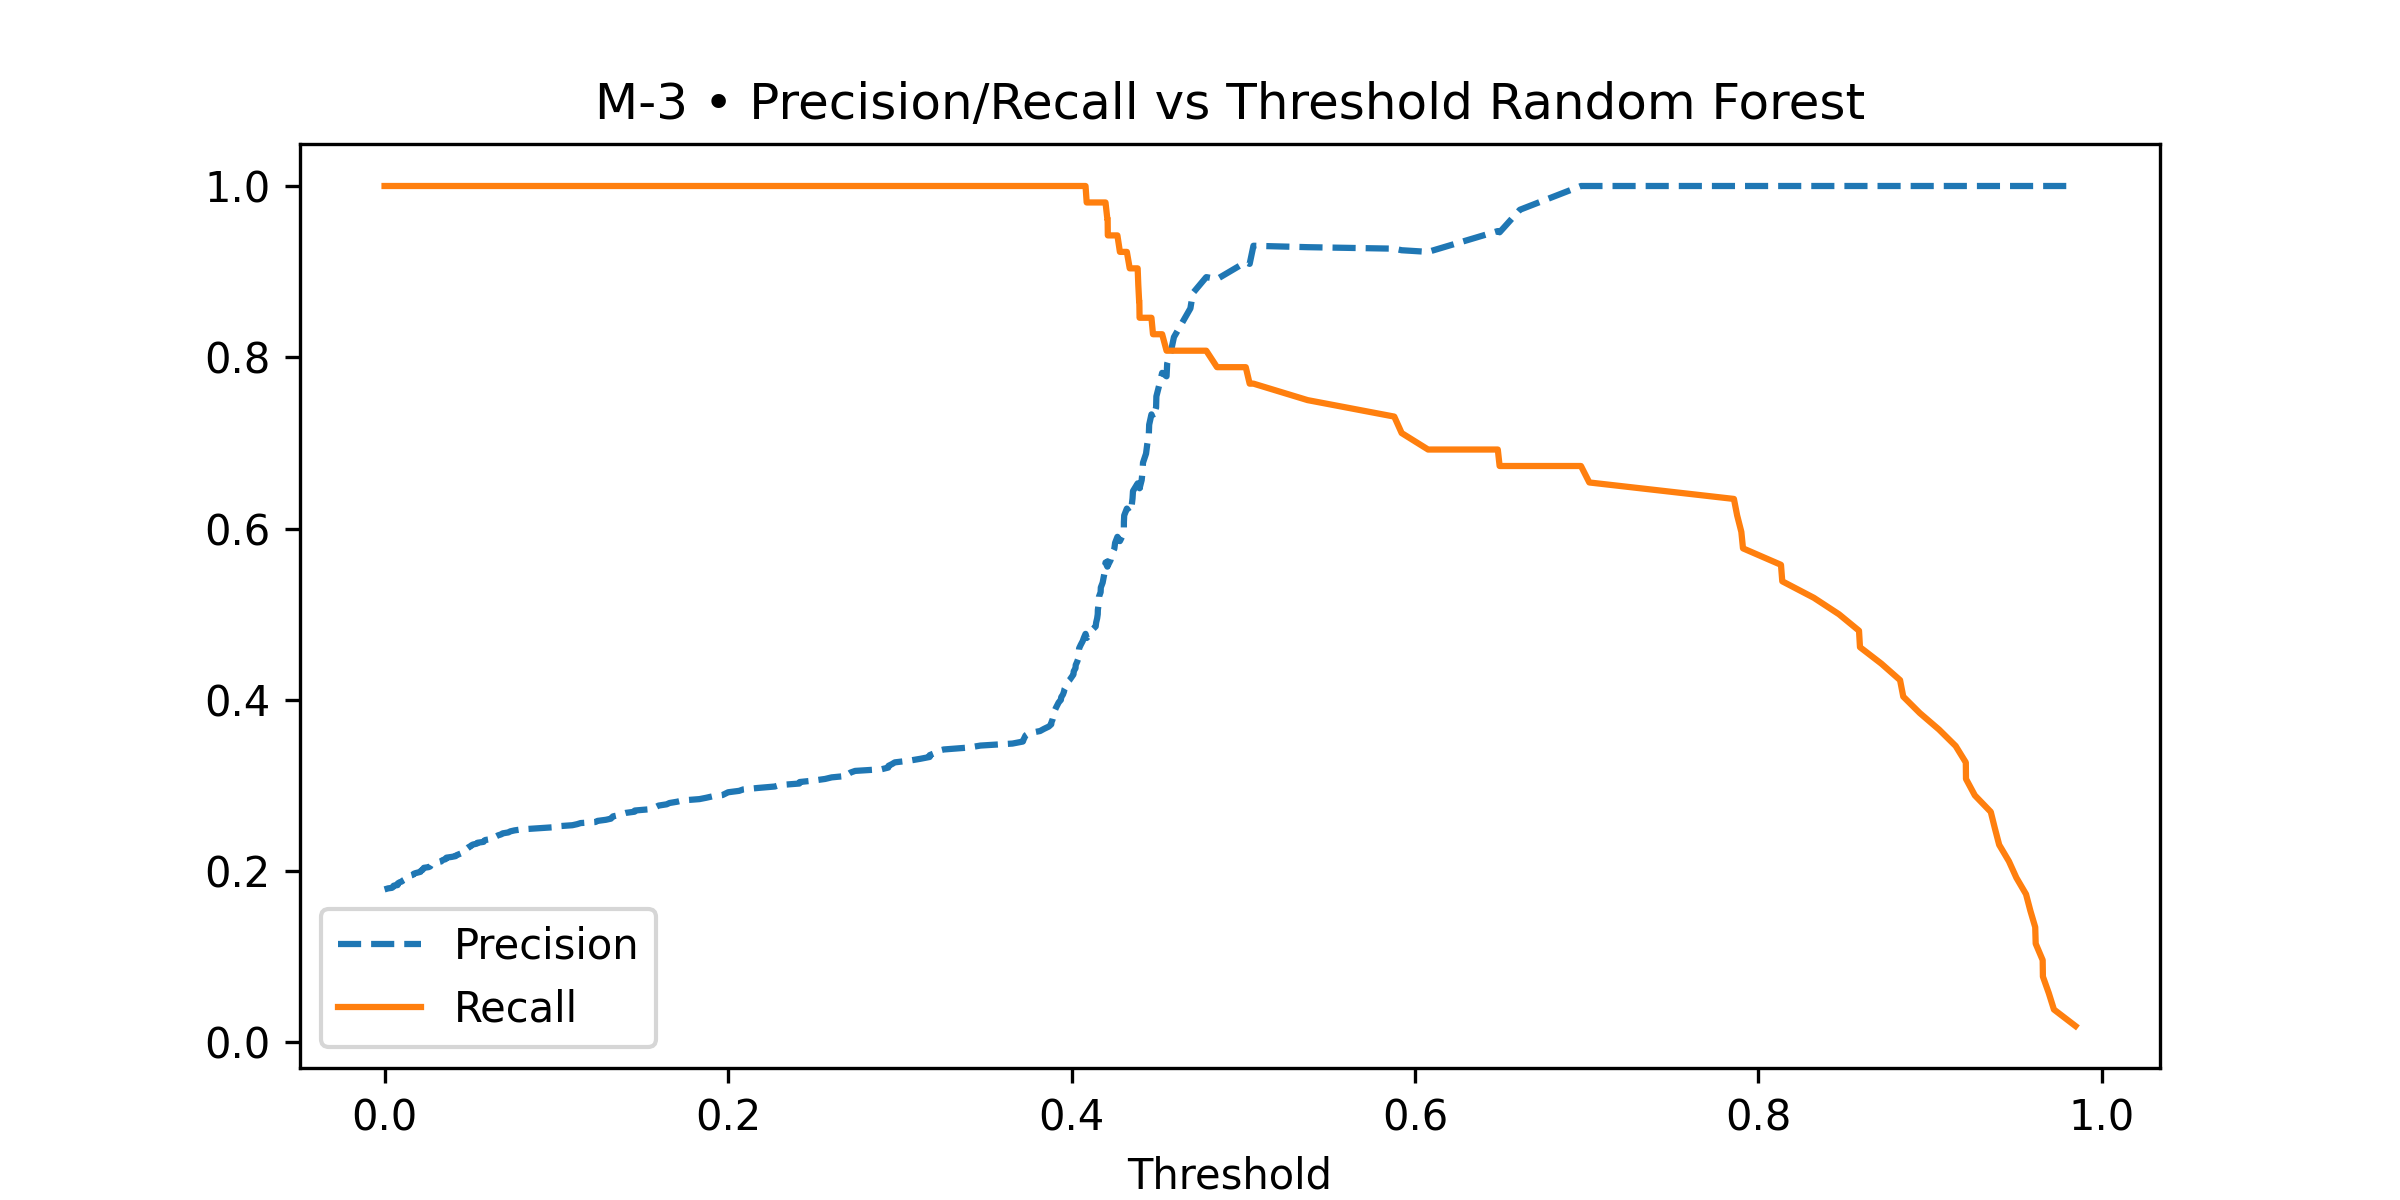 M-3 • Precision/Recall vs Threshold Random Forest
1.0
0.8
0.6
0.4
0.2
0.0
Precision
Recall
0.0 0.2 0.4 0.6 0.8 1.0
Threshold